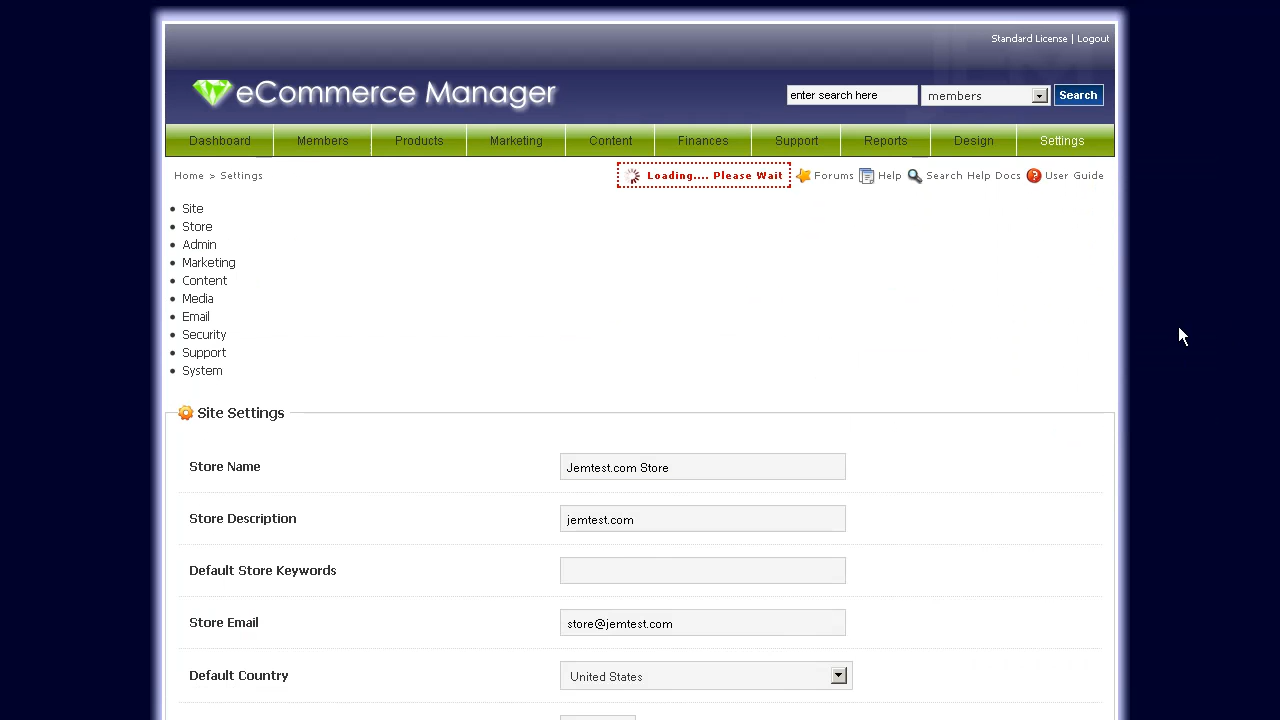 Standard License | Logout
eCommerce Manager
enter search here
members
Search
Dashboard
Members
Products
Marketing
Content
Finances
Support
Reports
Design
Settings
Home > Settings
Loading.... Please Wait
Forums
Help
Search Help Docs
User Guide
Site
Store
Admin
Marketing
Content
Media
Email
Security
Support
System
Site Settings
Store Name
Jemtest.com Store
Store Description
jemtest.com
Default Store Keywords
Store Email
store@jemtest.com
Default Country
United States